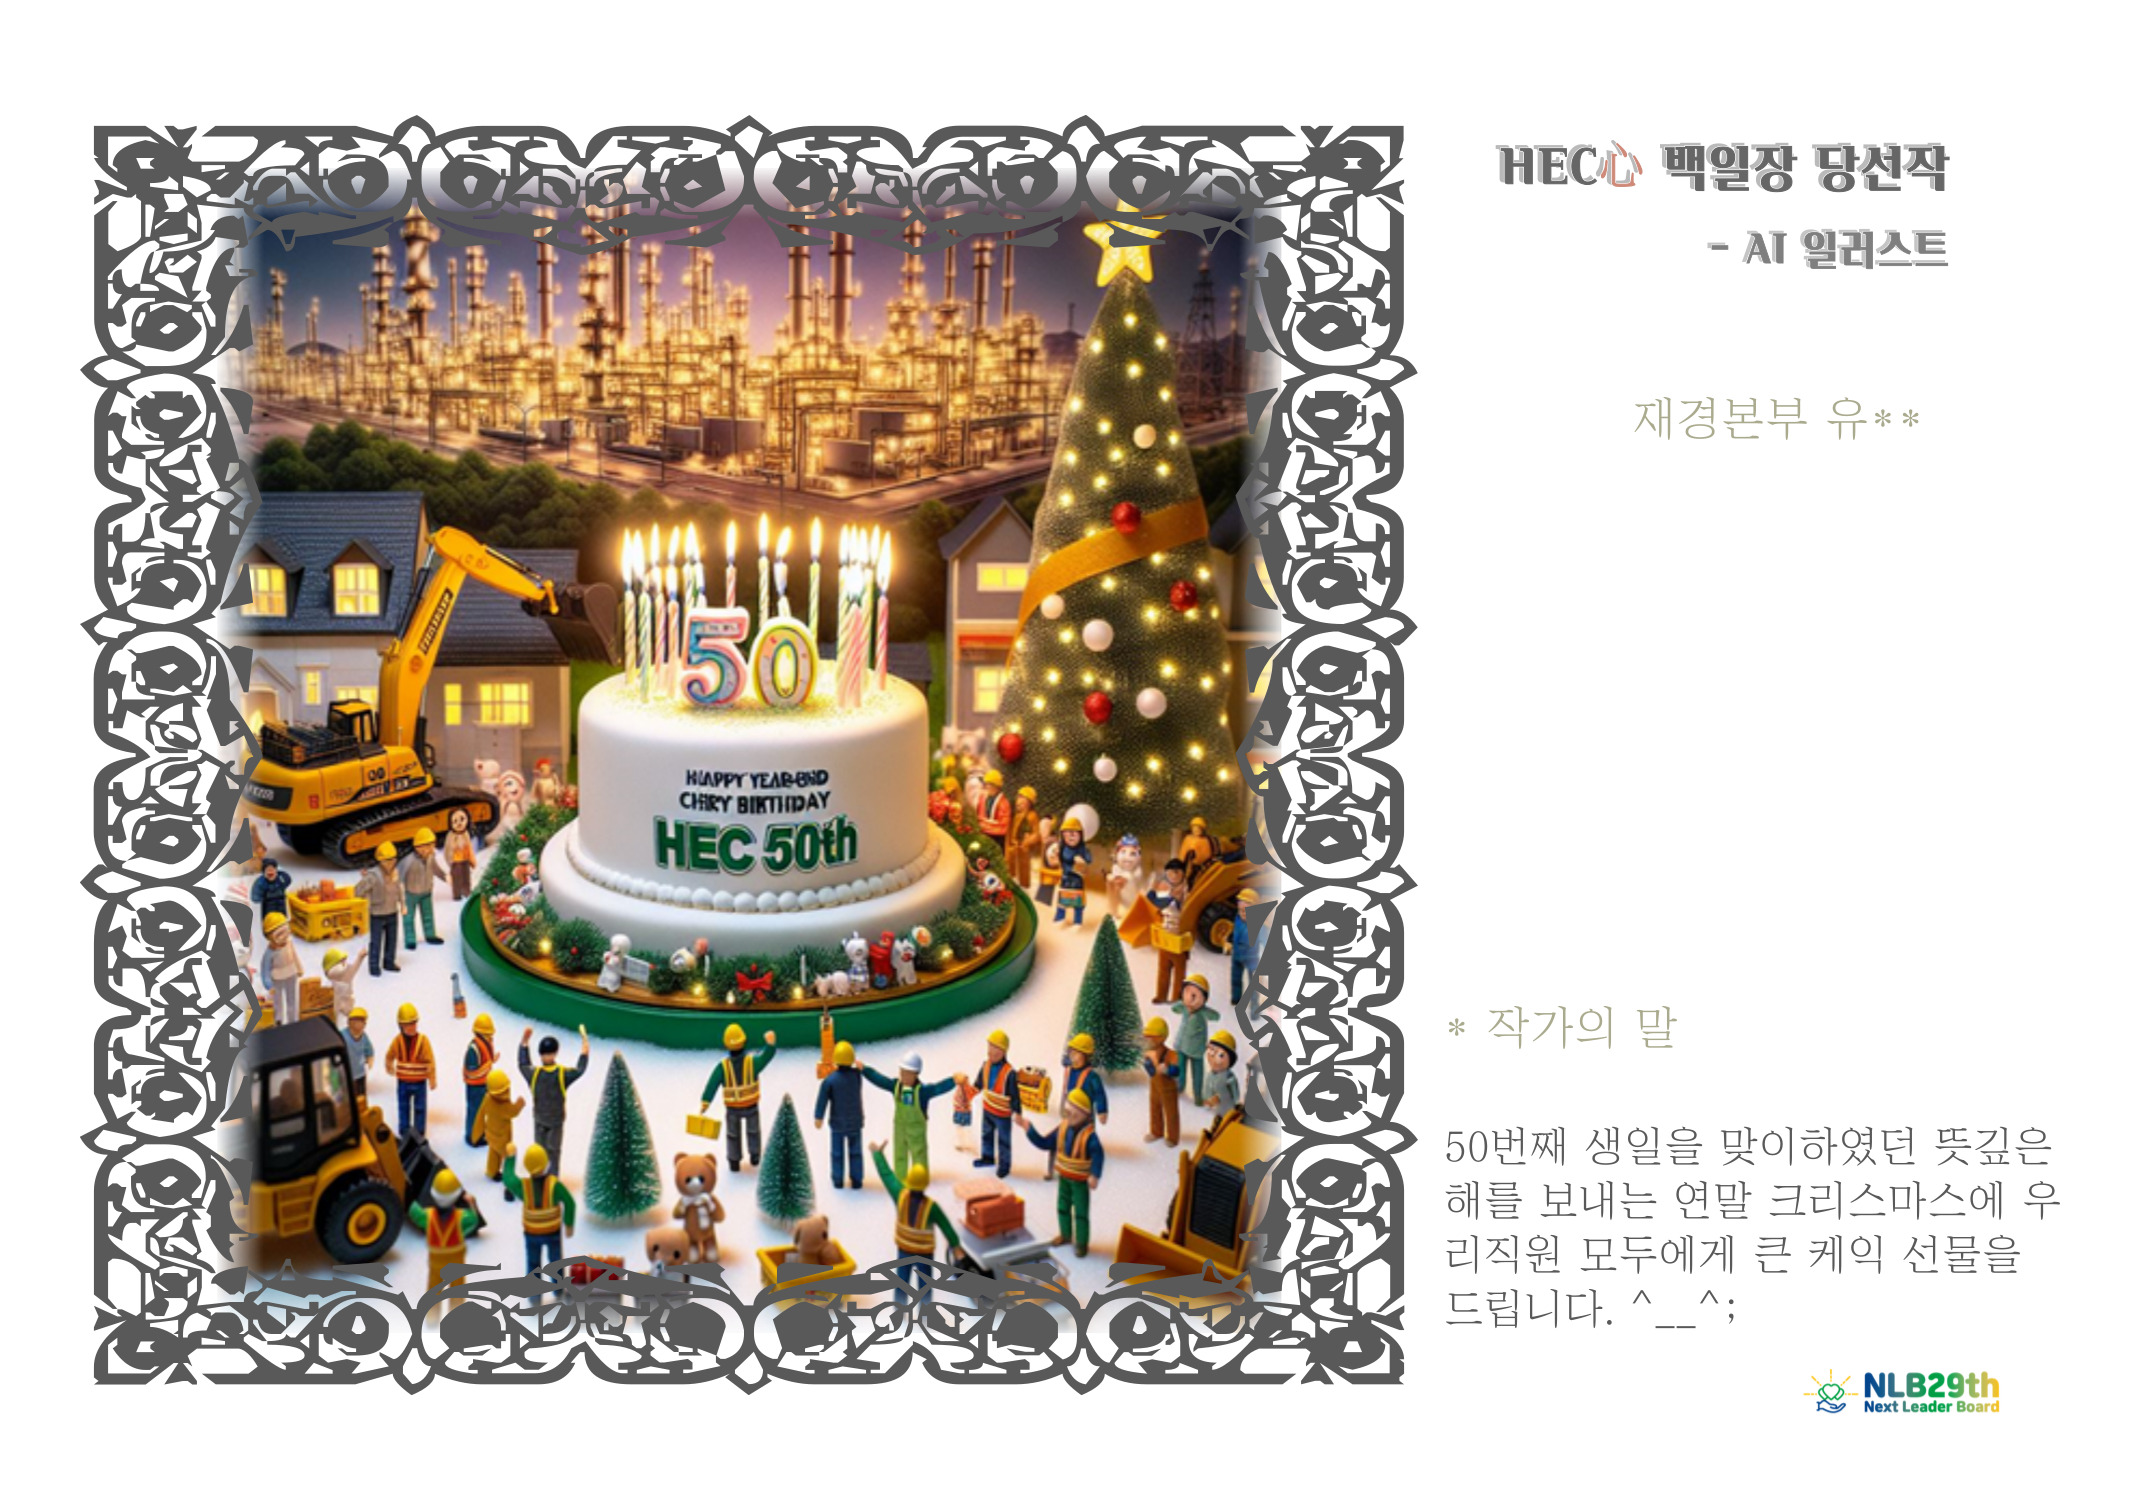 HEC心 백일장 당선작
- AI 일러스트
재경본부 유**
50
HAPPY YEAR-END
CHRY BIRTHDAY
HEC 50th
* 작가의 말
50번째 생일을 맞이하였던 뜻깊은
해를 보내는 연말 크리스마스에 우
리직원 모두에게 큰 케익 선물을
드립니다. ^__^;
NLB29th
Next Leader Board